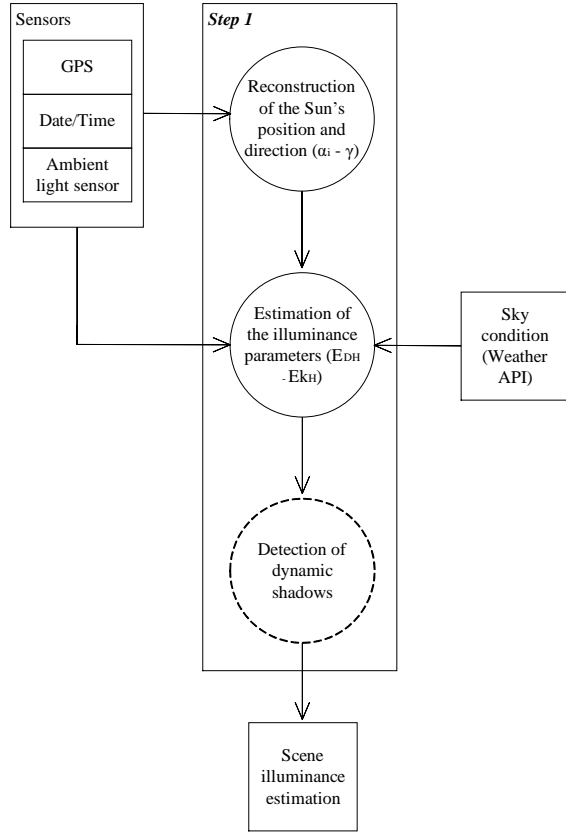 Sensors
GPS
Date/Time
Ambient
light sensor
Step 1
Reconstruction
of the Sun's
position and
direction (αi - γ)
Estimation of
the illuminance
parameters (EDH
- EkH)
Sky
condition
(Weather
API)
Detection of
dynamic
shadows
Scene
illuminance
estimation